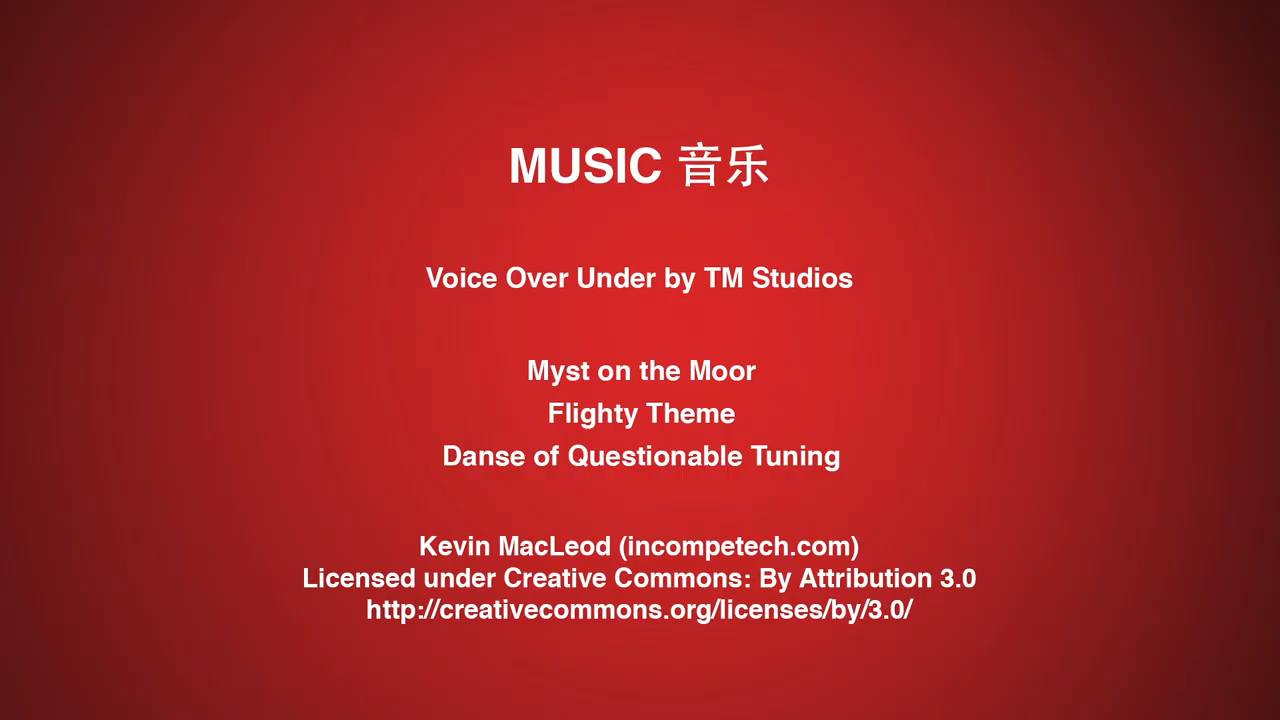 MUSIC 音乐
Voice Over Under by TM Studios
Myst on the Moor
Flighty Theme
Danse of Questionable Tuning
Kevin MacLeod (incompetech.com)
Licensed under Creative Commons: By Attribution 3.0
http://creativecommons.org/licenses/by/3.0/